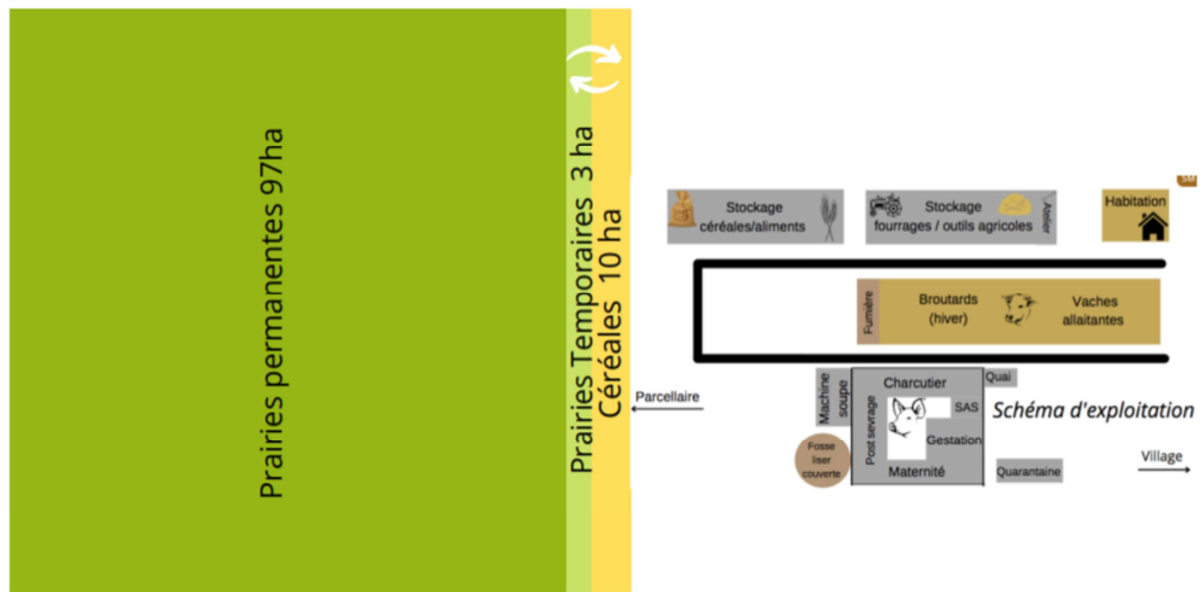 Prairies permanentes 97ha
Prairies Temporaires 3 ha
Céréales 10 ha
SM
Stockage
céréales/aliments
Stockage
fourrages / outils agricoles
Atelier
Habitation
Fumière
Broutards
(hiver)
Vaches
allaitantes
Parcellaire
Machine
soupe
Charcutier
Quai
SAS
Schéma d'exploitation
Post sevrage
Gestation
Fosse
liser
couverte
Maternité
Quarantaine
Village